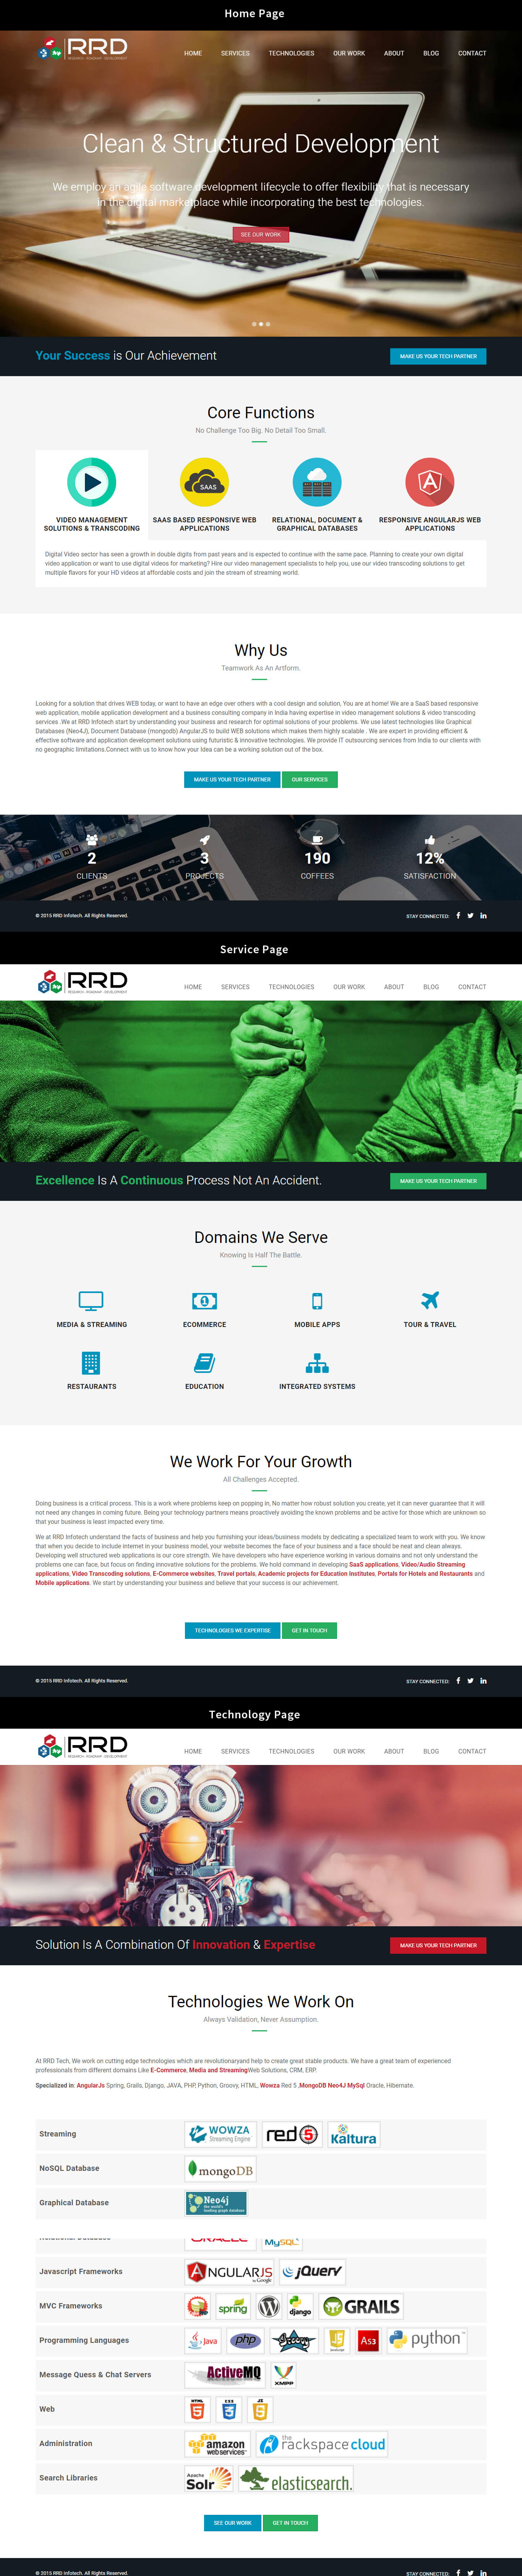 Home Page
RRD
RESEARCH . ROADMAP . DEVELOPMENT
HOME SERVICES TECHNOLOGIES OUR WORK ABOUT BLOG CONTACT
Clean & Structured Development
We employ an agile software development lifecycle to offer flexibility that is necessary
in the digital marketplace while incorporating the best technologies.
SEE OUR WORK
Your Success is Our Achievement
MAKE US YOUR TECH PARTNER
Core Functions
No Challenge Too Big. No Detail Too Small.
SAAS
VIDEO MANAGEMENT
SOLUTIONS & TRANSCODING
SAAS BASED RESPONSIVE WEB
APPLICATIONS
RELATIONAL, DOCUMENT &
GRAPHICAL DATABASES
RESPONSIVE ANGULARJS WEB
APPLICATIONS
Digital Video sector has seen a growth in double digits from past years and is expected to continue with the same pace. Planning to create your own digital
video application or want to use digital videos for marketing? Hire our video management specialists to help you, use our video transcoding solutions to get
multiple flavors for your HD videos at affordable costs and join the stream of streaming world.
Why Us
Teamwork As An Artform.
Looking for a solution that drives WEB today, or want to have an edge over others with a cool design and solution, You are at home! We are a SaaS based responsive
web application, mobile application development and a business consulting company in India having expertise in video management solutions & video transcoding
services .We at RRD Infotech start by understanding your business and research for optimal solutions of your problems. We use latest technologies like Graphical
Databases (Neo4J), Document Database (mongodb) AngularJS to build WEB solutions which makes them highly scalable . We are expert in providing efficient &
effective software and application development solutions using futuristic & innovative technologies. We provide IT outsourcing services from India to our clients with
no geographic limitations.Connect with us to know how your Idea can be a working solution out of the box.
MAKE US YOUR TECH PARTNER OUR SERVICES
2 3 190 12%
CLIENTS PROJECTS COFFEES SATISFACTION
© 2015 RRD Infotech. All Rights Reserved.
STAY CONNECTED:
Service Page
RRD
RESEARCH . ROADMAP . DEVELOPMENT
HOME SERVICES TECHNOLOGIES OUR WORK ABOUT BLOG CONTACT
Excellence Is A Continuous Process Not An Accident.
MAKE US YOUR TECH PARTNER
Domains We Serve
Knowing Is Half The Battle.
MEDIA & STREAMING ECOMMERCE MOBILE APPS TOUR & TRAVEL
RESTAURANTS EDUCATION INTEGRATED SYSTEMS
We Work For Your Growth
All Challenges Accepted.
Doing business is a critical process. This is a work where problems keep on popping in, No matter how robust solution you create, yet it can never guarantee that it will
not need any changes in coming future. Being your technology partners means proactively avoiding the known problems and be active for those which are unknown so
that your business is least impacted every time.
We at RRD Infotech understand the facts of business and help you furnishing your ideas/business models by dedicating a specialized team to work with you. We know
that when you decide to include internet in your business model, your website becomes the face of your business and a face should be neat and clean always.
Developing well structured web applications is our core strength. We have developers who have experience working in various domains and not only understand the
problems one can face, but focus on finding innovative solutions for the problems. We hold command in developing SaaS applications, Video/Audio Streaming
applications, Video Transcoding solutions, E-Commerce websites, Travel portals, Academic projects for Education Institutes, Portals for Hotels and Restaurants and
Mobile applications. We start by understanding your business and believe that your success is our achievement.
TECHNOLOGIES WE EXPERTISE GET IN TOUCH
© 2015 RRD Infotech. All Rights Reserved.
STAY CONNECTED:
Technology Page
RRD
RESEARCH . ROADMAP . DEVELOPMENT
HOME SERVICES TECHNOLOGIES OUR WORK ABOUT BLOG CONTACT
Solution Is A Combination Of Innovation & Expertise
MAKE US YOUR TECH PARTNER
Technologies We Work On
Always Validation, Never Assumption.
At RRD Tech, We work on cutting edge technologies which are revolutionaryand help to create great stable products. We have a great team of experienced
professionals from different domains Like E-Commerce, Media and StreamingWeb Solutions, CRM, ERP.
Specialized in: AngularJs Spring, Grails, Django, JAVA, PHP, Python, Groovy, HTML, Wowza Red 5 ,MongoDB Neo4J MySql Oracle, Hibernate.
Streaming
WOWZA
Streaming Engine
red5
Kaltura
NoSQL Database
mongoDB
Graphical Database
Neo4j
the world's
leading graph database
Relational Database
ORACLE
MySQL
Javascript Frameworks
ANGULARJS
by Google
jQuery
MVC Frameworks
spring
django
GRAILS
Programming Languages
Java
php
Groovy
AS3
python
Message Quess & Chat Servers
ActiveMQ
XMPP
Web
HTML
5
CSS
3
JS
5
Administration
amazon
webservices
the
rackspace cloud
Search Libraries
Apache
Solr
elasticsearch.
SEE OUR WORK GET IN TOUCH
© 2015 RRD Infotech. All Rights Reserved.
STAY CONNECTED: